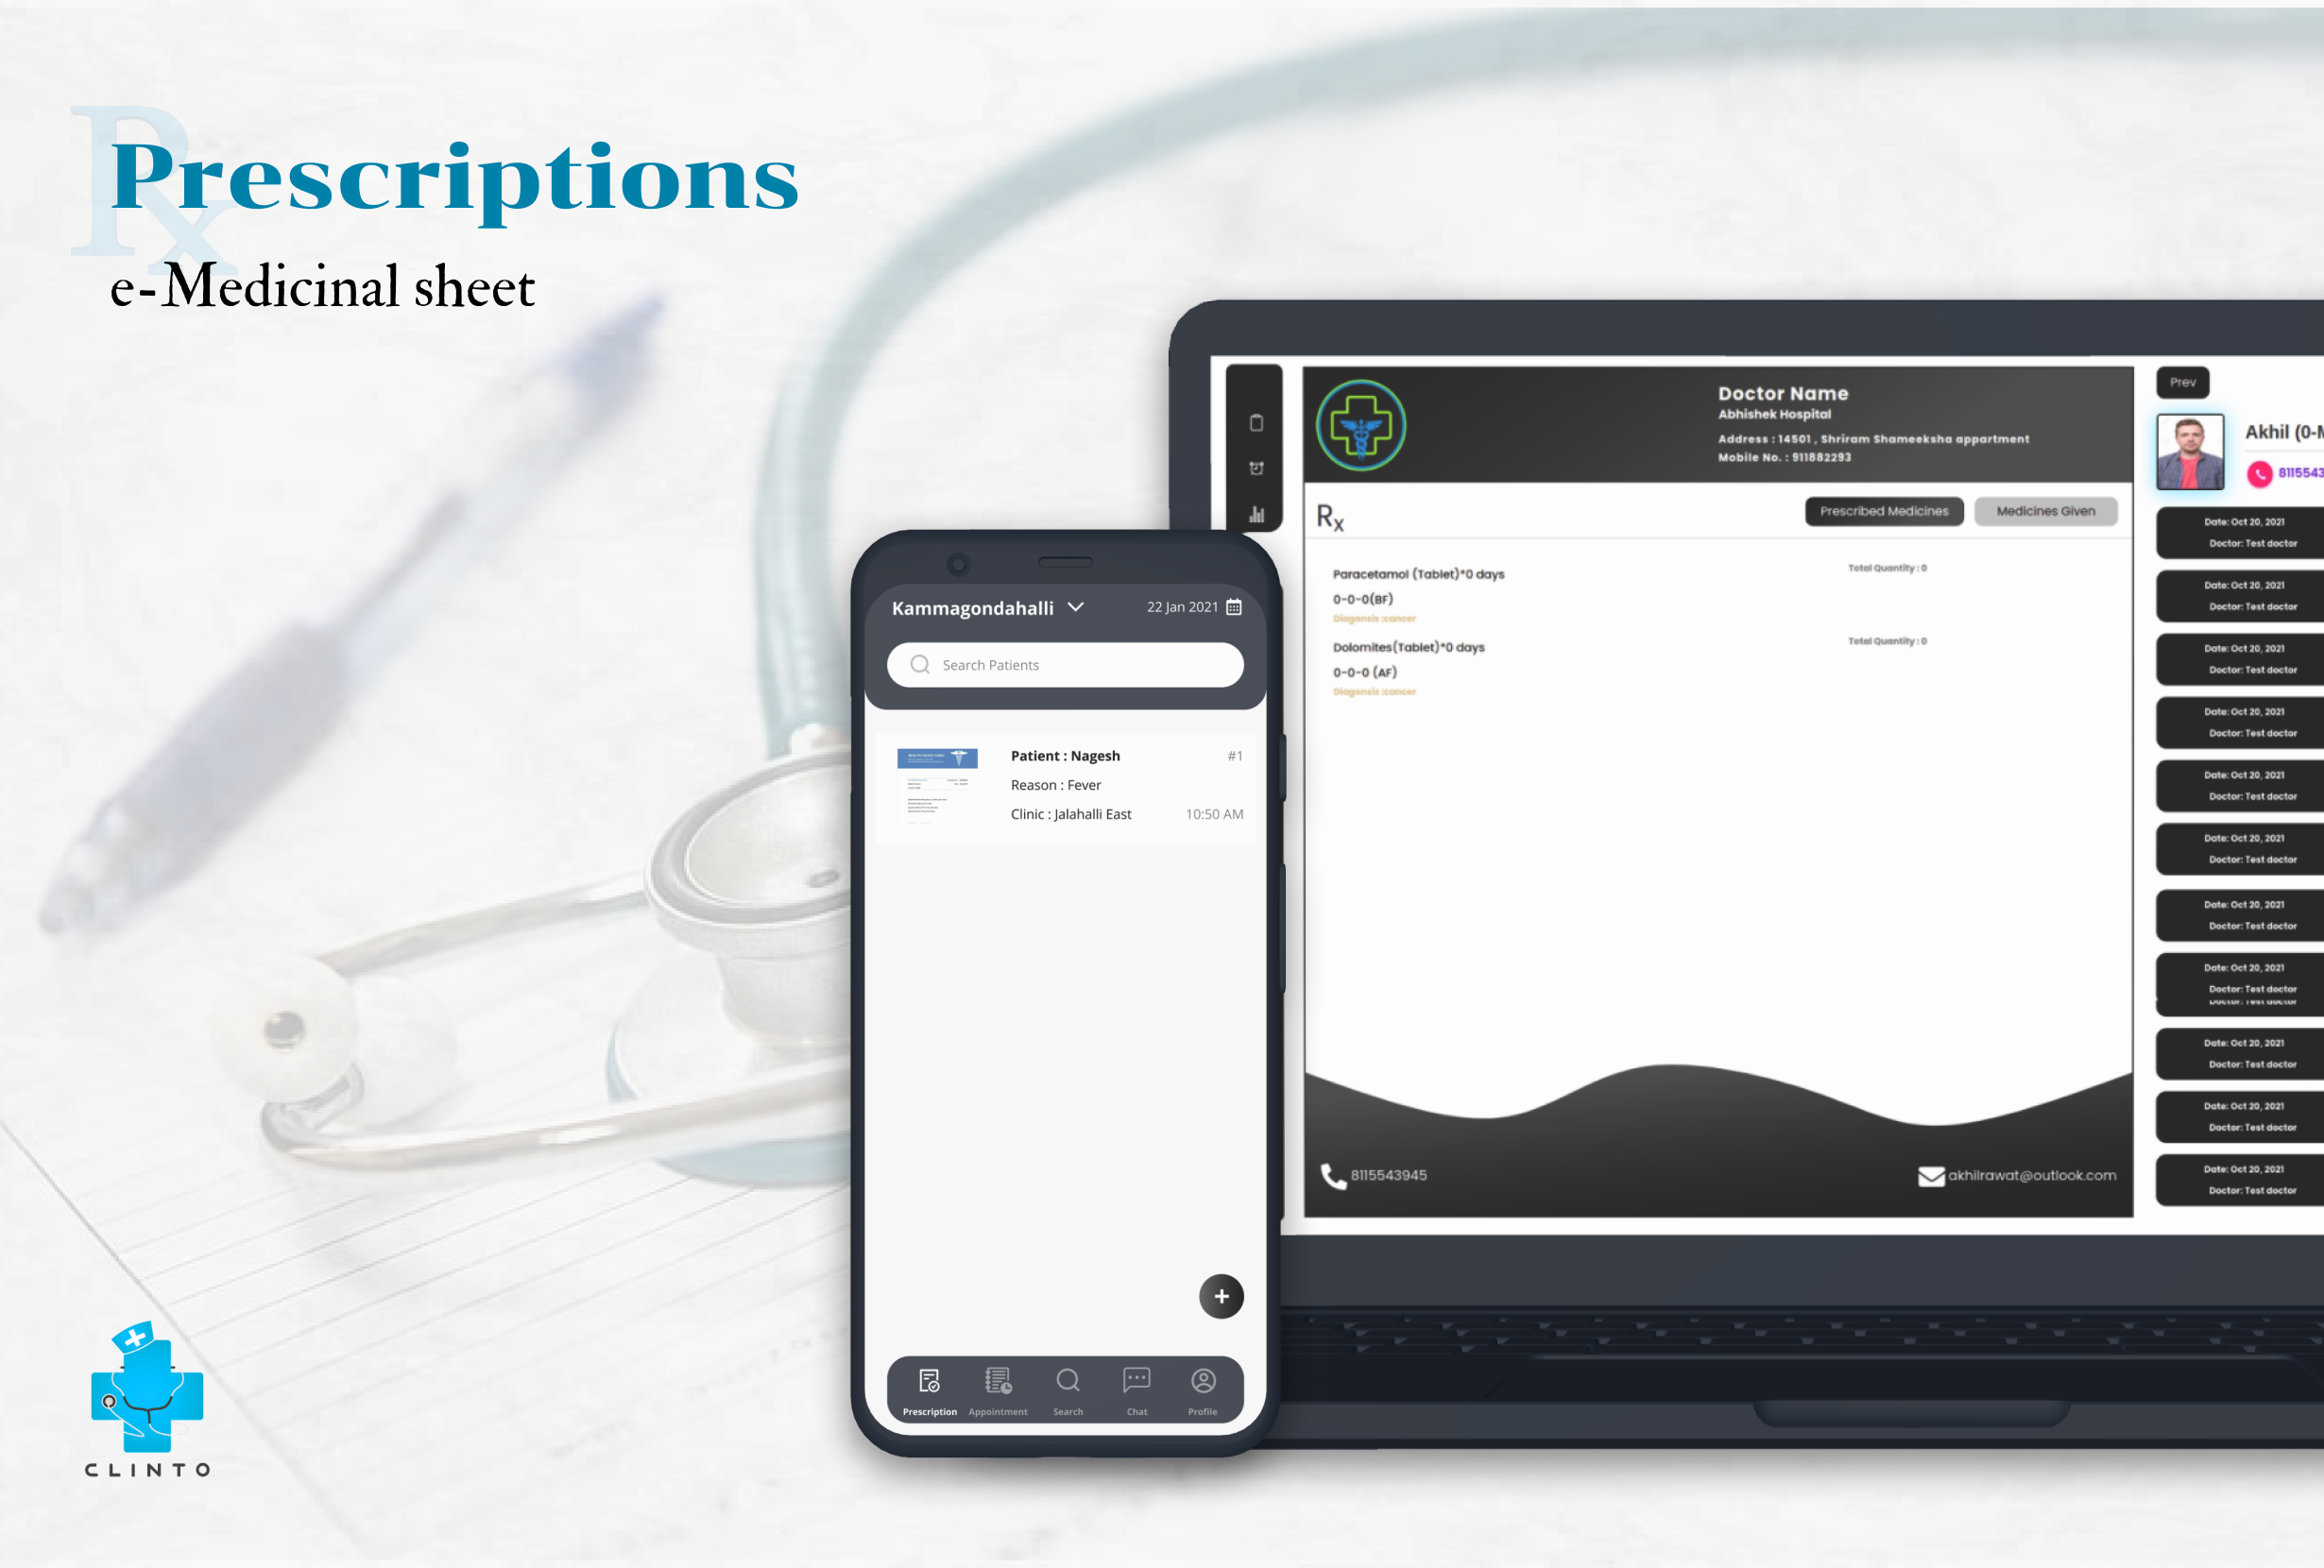 Rx
Prescriptions
e-Medicinal sheet
Doctor Name
Abhishek Hospital
Address : 14501 , Shriram Shameeksha appartment
Mobile No. : 911882293
Rx
Prescribed Medicines
Medicines Given
Paracetamol (Tablet)*0 days
Total Quantity : 0
0-0-0(BF)
Diagonsis :cancer
Dolomites(Tablet)*0 days
Total Quantity : 0
0-0-0 (AF)
Diagonsis :cancer
8115543945
akhilrawat@outlook.com
Prev
Akhil (0-M
8115543
Date: Oct 20, 2021
Doctor: Test doctor
Date: Oct 20, 2021
Doctor: Test doctor
Date: Oct 20, 2021
Doctor: Test doctor
Date: Oct 20, 2021
Doctor: Test doctor
Date: Oct 20, 2021
Doctor: Test doctor
Date: Oct 20, 2021
Doctor: Test doctor
Date: Oct 20, 2021
Doctor: Test doctor
Date: Oct 20, 2021
Doctor: Test doctor
Doctor: Test doctor
Date: Oct 20, 2021
Doctor: Test doctor
Date: Oct 20, 2021
Doctor: Test doctor
Date: Oct 20, 2021
Doctor: Test doctor
Kammagondahalli
22 Jan 2021
Search Patients
Patient : Nagesh
#1
Reason : Fever
Clinic : Jalahalli East
10:50 AM
+
Prescription
Appointment
Search
Chat
Profile
CLINTO